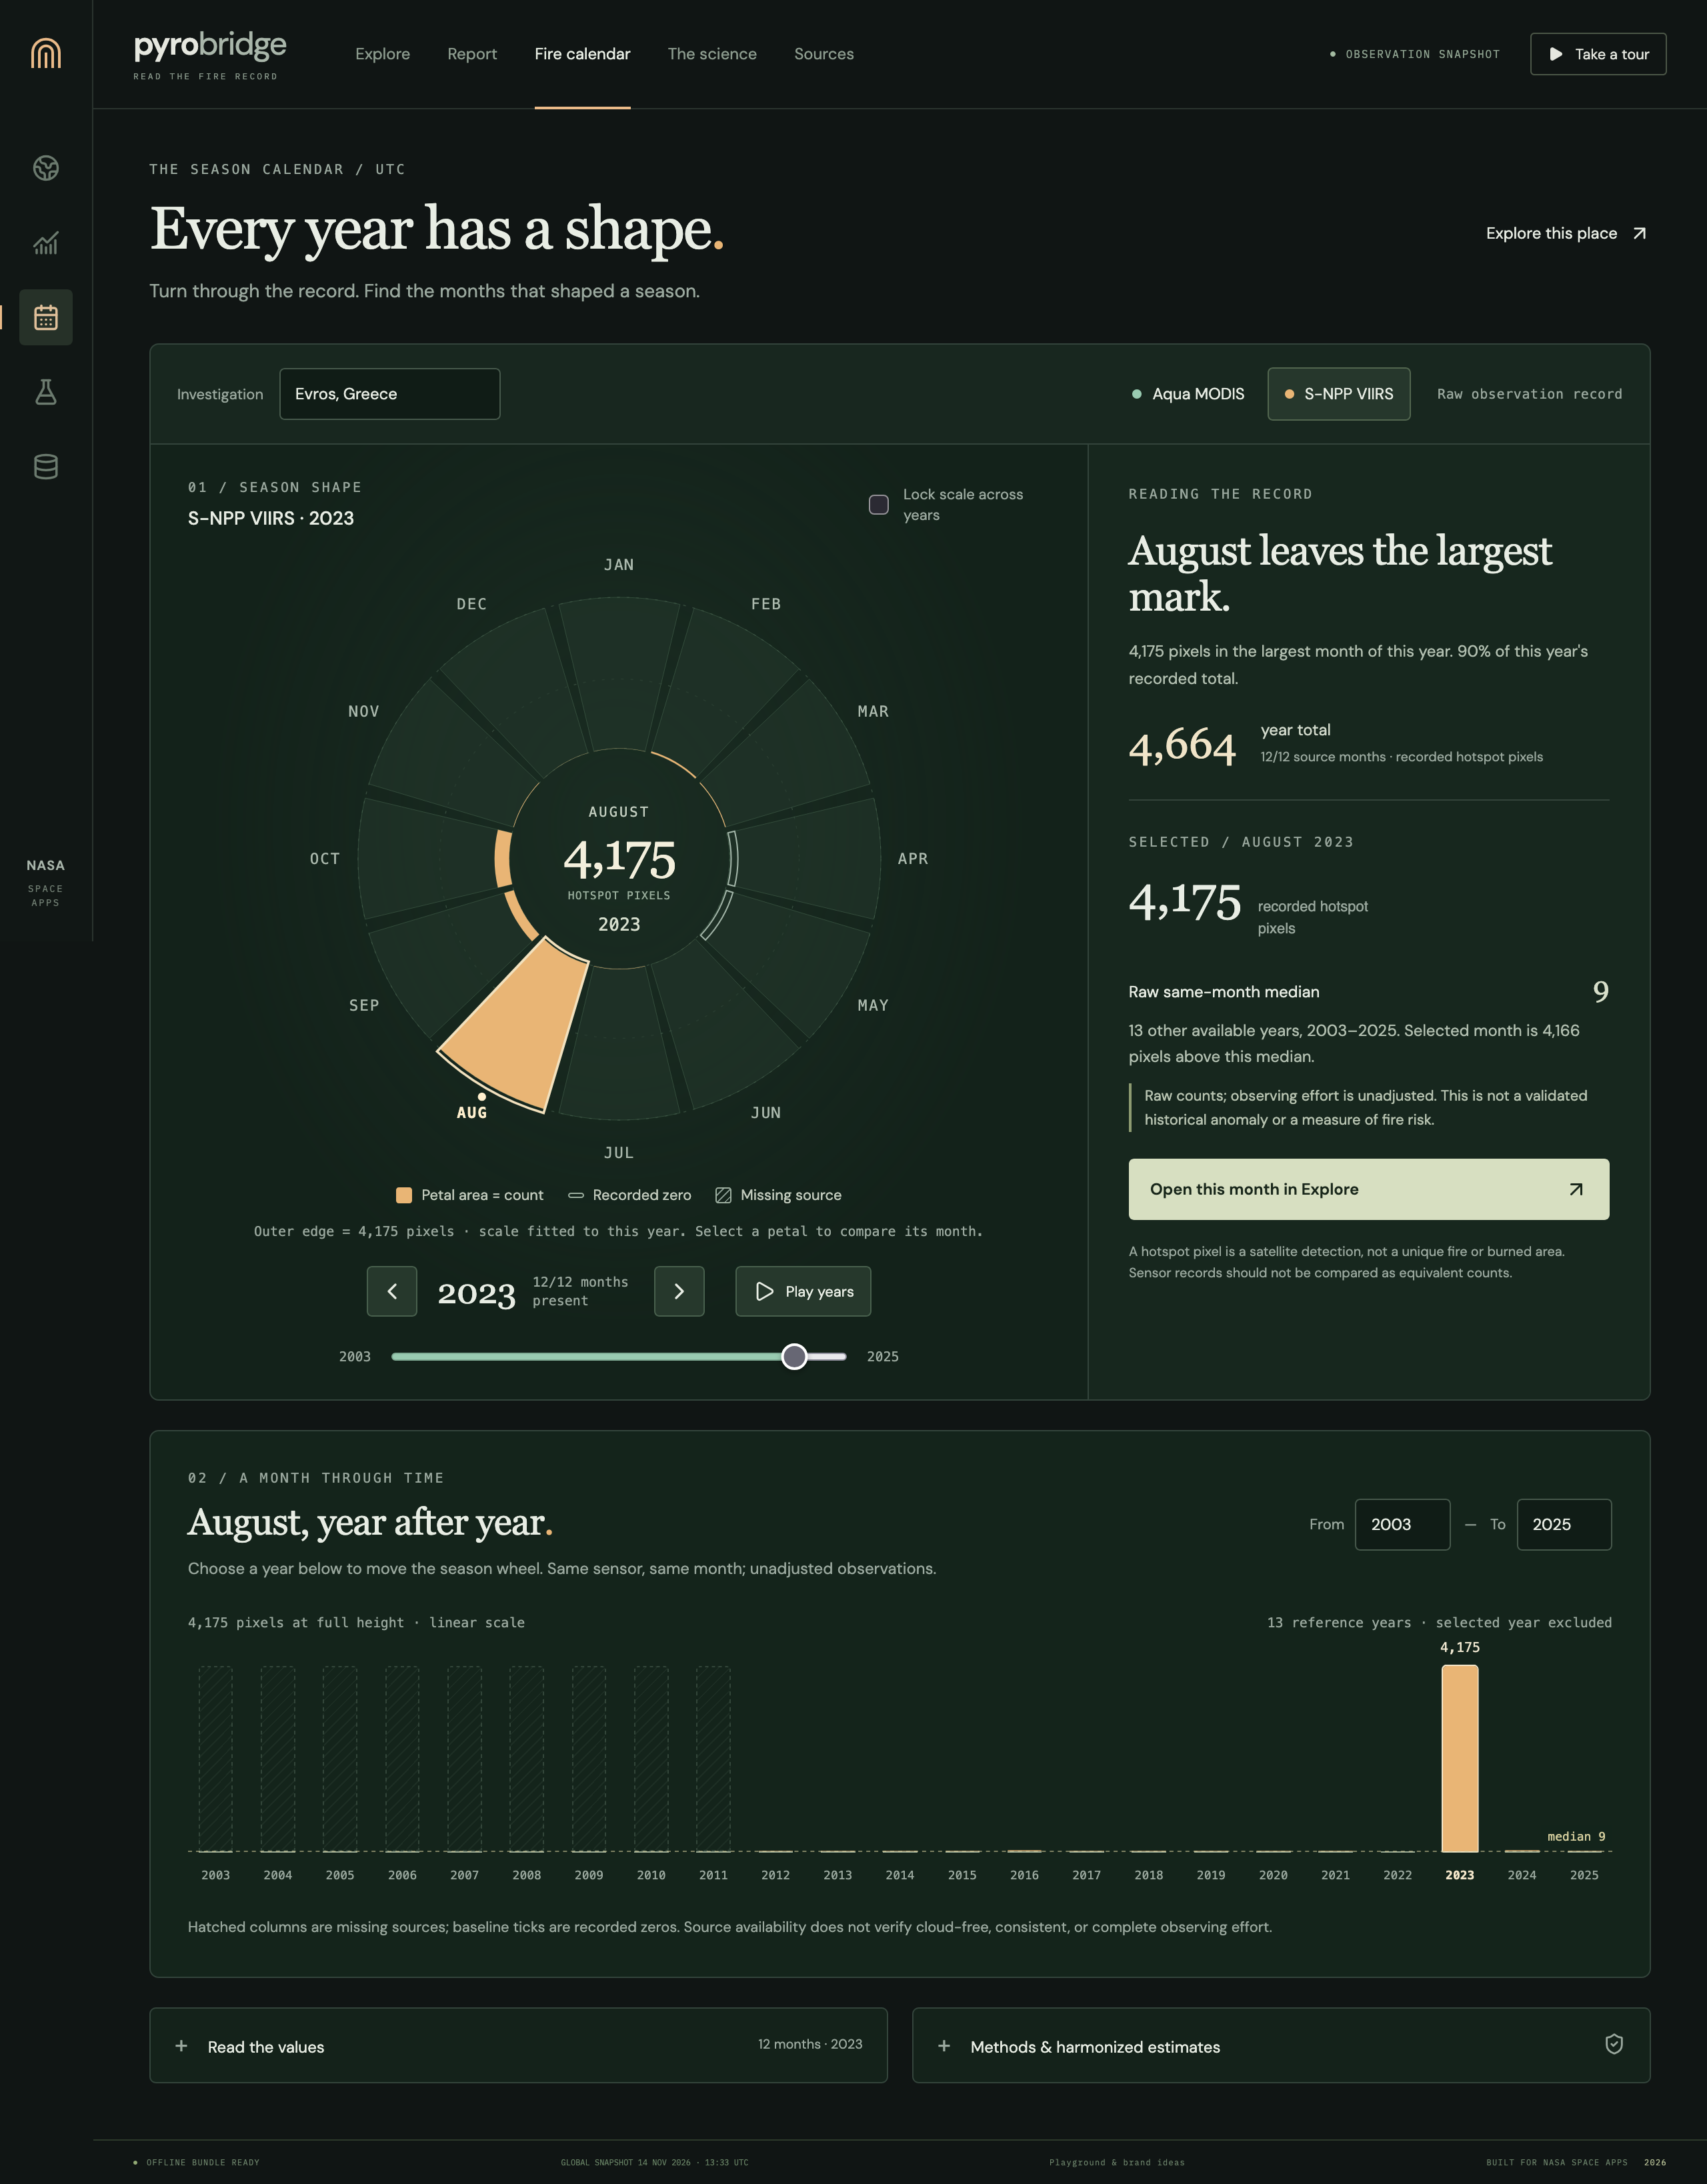 pyrobridge
READ THE FIRE RECORD
Explore
Report
Fire calendar
The science
Sources
OBSERVATION SNAPSHOT
Take a tour
NASA
SPACE
APPS
THE SEASON CALENDAR / UTC
Every year has a shape.
Explore this place
Turn through the record. Find the months that shaped a season.
Investigation
Evros, Greece
Aqua MODIS
S-NPP VIIRS
Raw observation record
01 / SEASON SHAPE
S-NPP VIIRS · 2023
Lock scale across
years
JAN
FEB
MAR
APR
MAY
JUN
JUL
AUG
SEP
OCT
NOV
DEC
AUGUST
4,175
HOTSPOT PIXELS
2023
Petal area = count
Recorded zero
Missing source
Outer edge = 4,175 pixels · scale fitted to this year. Select a petal to compare its month.
2023
12/12 months
present
Play years
2003
2025
READING THE RECORD
August leaves the largest
mark.
4,175 pixels in the largest month of this year. 90% of this year's
recorded total.
4,664
year total
12/12 source months · recorded hotspot pixels
SELECTED / AUGUST 2023
4,175
recorded hotspot
pixels
Raw same-month median
9
13 other available years, 2003–2025. Selected month is 4,166
pixels above this median.
Raw counts; observing effort is unadjusted. This is not a validated
historical anomaly or a measure of fire risk.
Open this month in Explore
A hotspot pixel is a satellite detection, not a unique fire or burned area.
Sensor records should not be compared as equivalent counts.
02 / A MONTH THROUGH TIME
August, year after year.
From
2003
—
To
2025
Choose a year below to move the season wheel. Same sensor, same month; unadjusted observations.
4,175 pixels at full height · linear scale
13 reference years · selected year excluded
4,175
median 9
2003 2004 2005 2006 2007 2008 2009 2010 2011 2012 2013 2014 2015 2016 2017 2018 2019 2020 2021 2022 2023 2024 2025
Hatched columns are missing sources; baseline ticks are recorded zeros. Source availability does not verify cloud-free, consistent, or complete observing effort.
+ Read the values
12 months · 2023
+ Methods & harmonized estimates
OFFLINE BUNDLE READY
GLOBAL SNAPSHOT 14 NOV 2026 · 13:33 UTC
Playground & brand ideas
BUILT FOR NASA SPACE APPS 2026